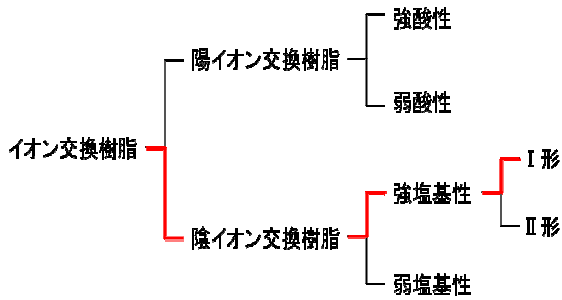 強酸性
陽イオン交換樹脂
弱酸性
イオン交換樹脂
Ⅰ形
強塩基性
Ⅱ形
陰イオン交換樹脂
弱塩基性